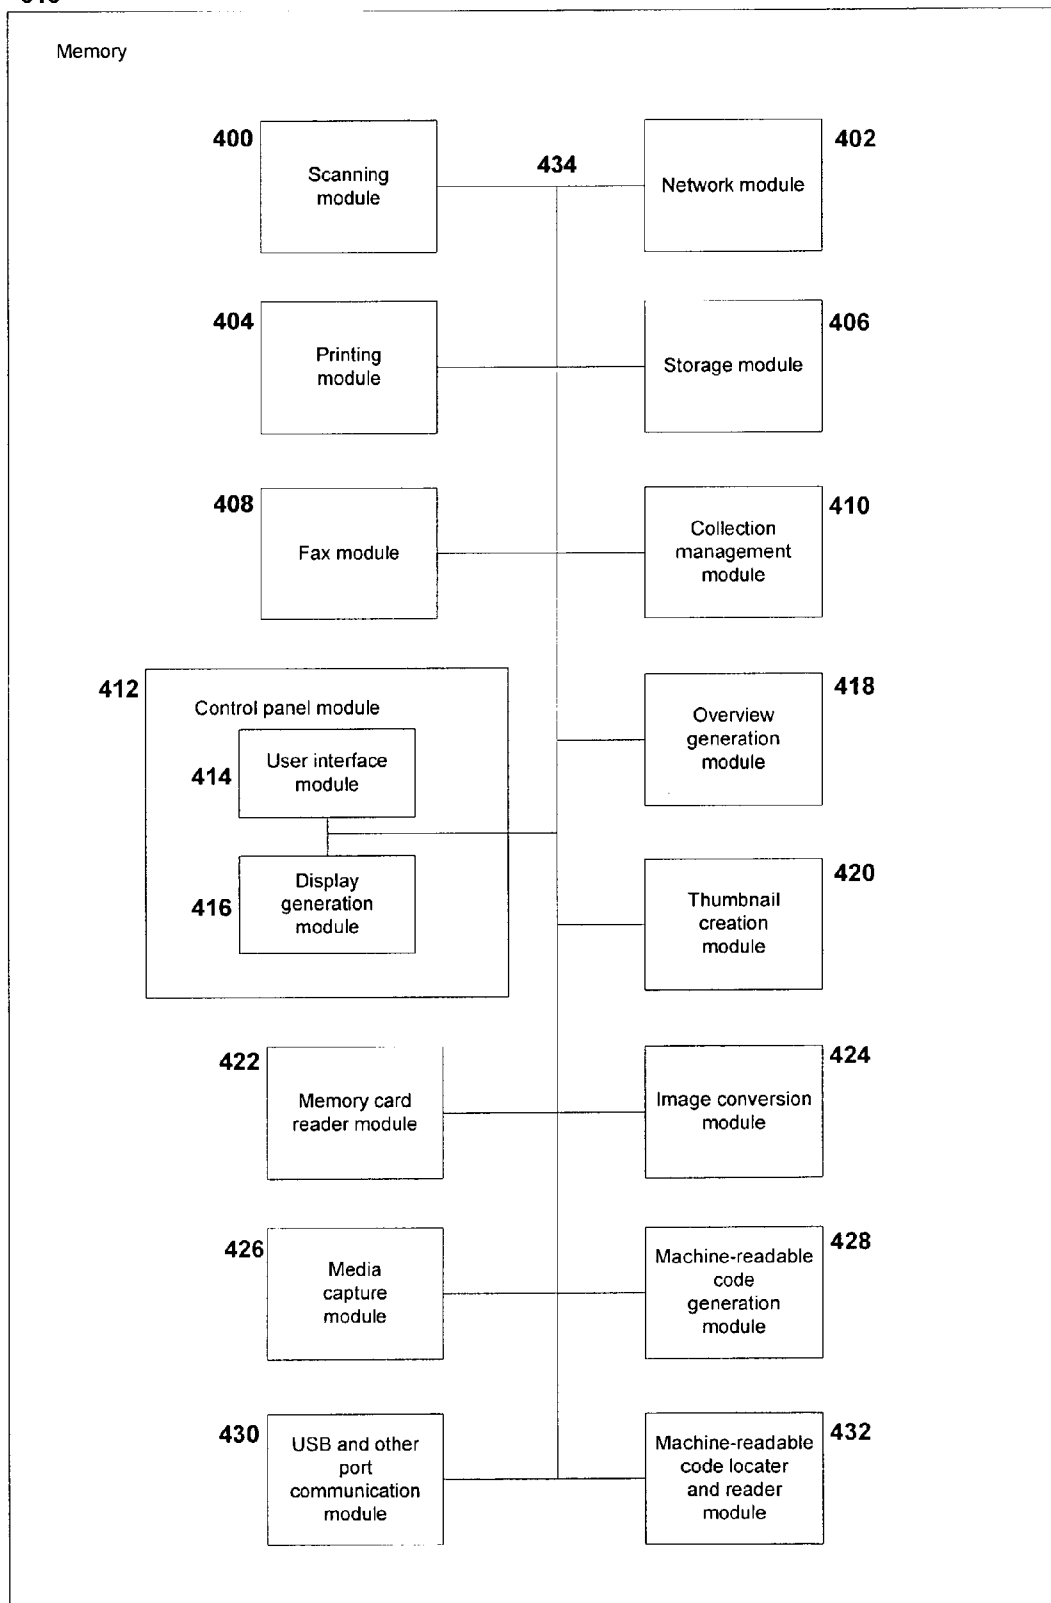 Memory
400
Scanning
module
434
402
Network module
404
Printing
module
406
Storage module
408
Fax module
410
Collection
management
module
412
Control panel module
414
User interface
module
416
Display
generation
module
418
Overview
generation
module
420
Thumbnail
creation
module
422
Memory card
reader module
424
Image conversion
module
426
Media
capture
module
428
Machine-readable
code
generation
module
430
USB and other
port
communication
module
432
Machine-readable
code locater
and reader
module